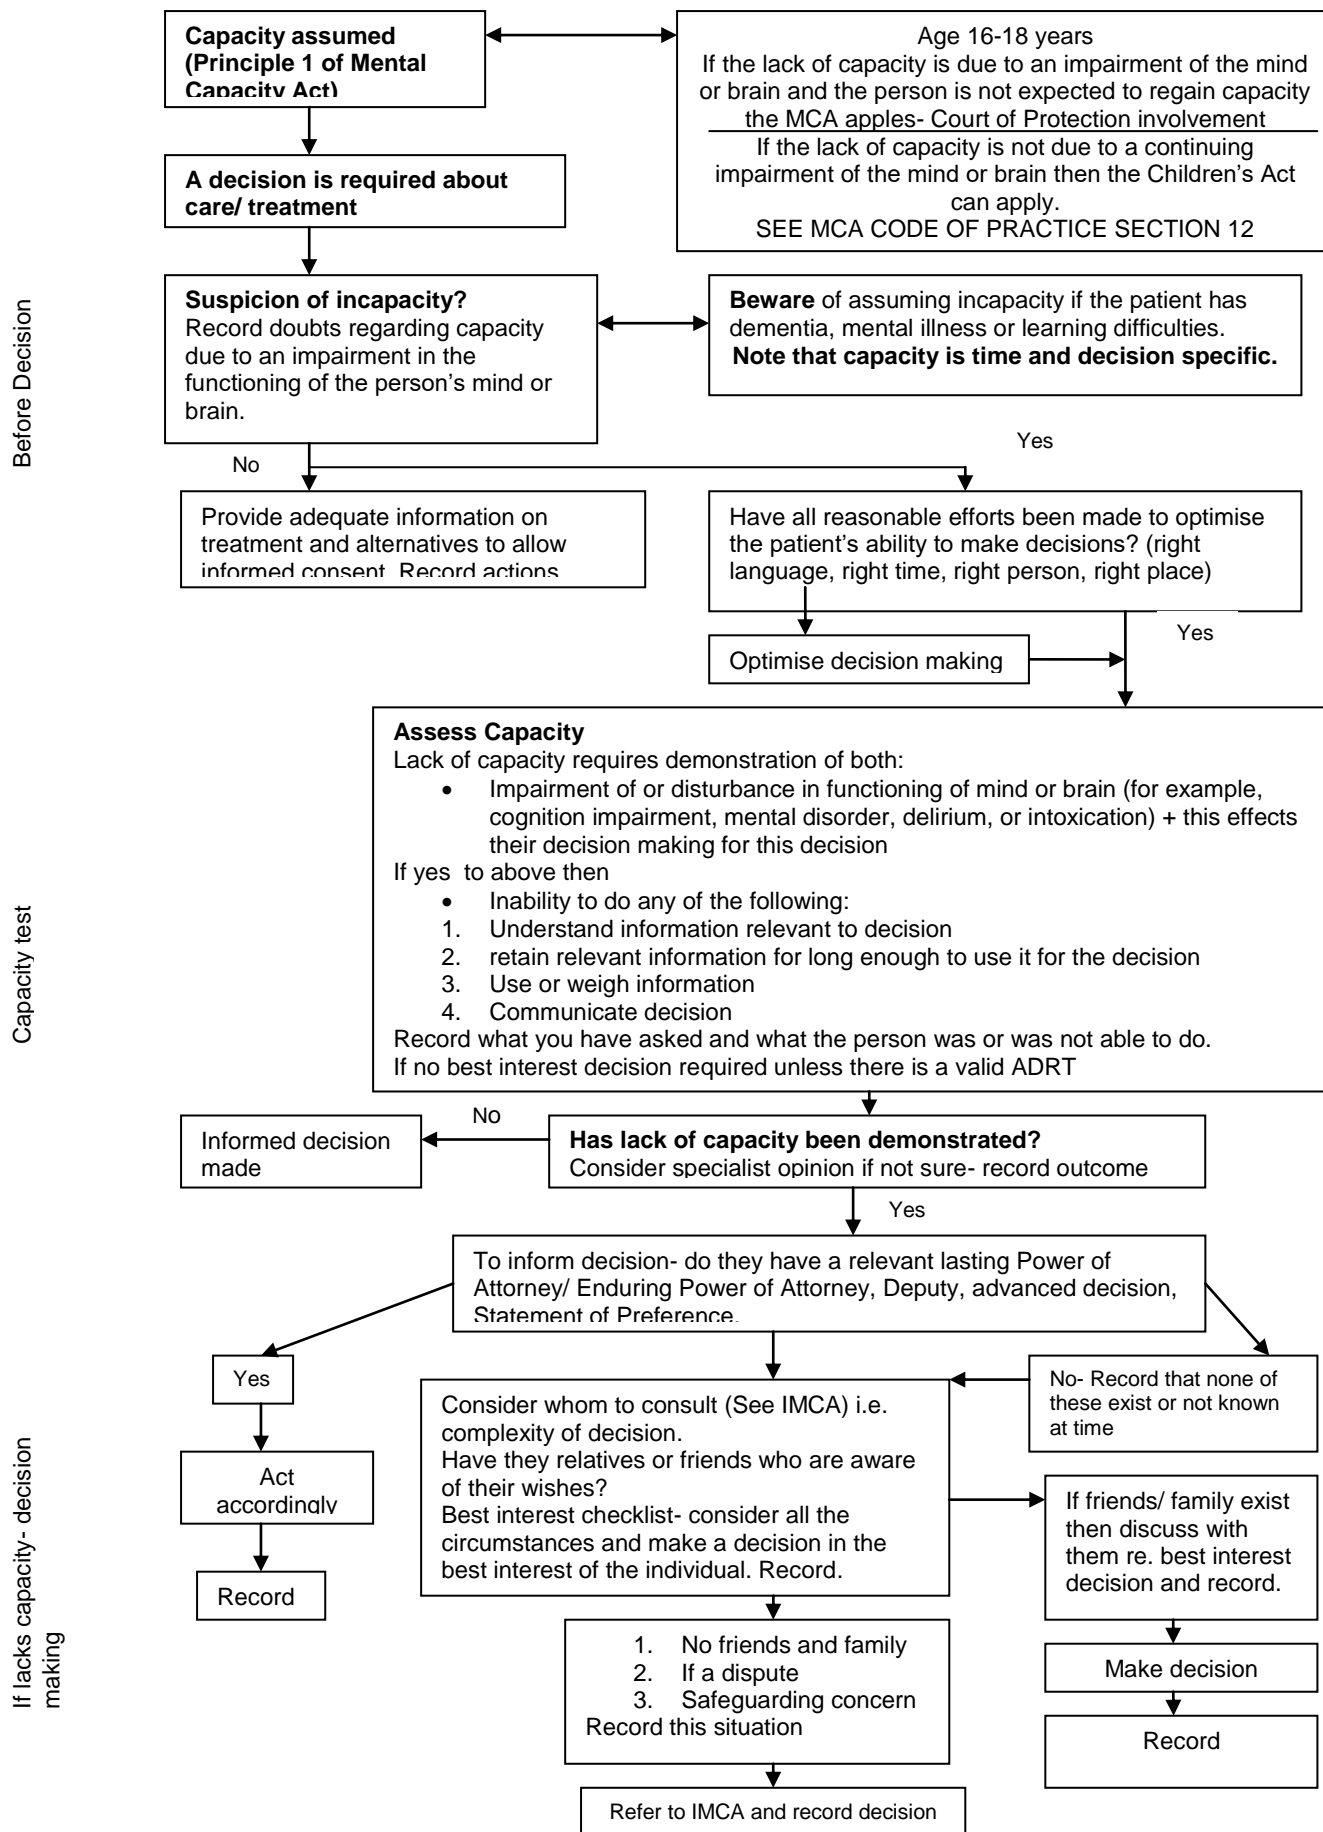 Capacity assumed
(Principle 1 of Mental
Capacity Act)
Age 16-18 years
If the lack of capacity is due to an impairment of the mind
or brain and the person is not expected to regain capacity
the MCA apples- Court of Protection involvement
If the lack of capacity is not due to a continuing
impairment of the mind or brain then the Children's Act
can apply.
SEE MCA CODE OF PRACTICE SECTION 12
A decision is required about
care/ treatment
Before Decision
Suspicion of incapacity?
Record doubts regarding capacity
due to an impairment in the
functioning of the person's mind or
brain.
Beware of assuming incapacity if the patient has
dementia, mental illness or learning difficulties.
Note that capacity is time and decision specific.
No
Yes
Provide adequate information on
treatment and alternatives to allow
informed consent. Record actions
Have all reasonable efforts been made to optimise
the patient's ability to make decisions? (right
language, right time, right person, right place)
Yes
Optimise decision making
Capacity test
Assess Capacity
Lack of capacity requires demonstration of both:
• Impairment of or disturbance in functioning of mind or brain (for example,
cognition impairment, mental disorder, delirium, or intoxication) + this effects
their decision making for this decision
If yes to above then
• Inability to do any of the following:
1. Understand information relevant to decision
2. retain relevant information for long enough to use it for the decision
3. Use or weigh information
4. Communicate decision
Record what you have asked and what the person was or was not able to do.
If no best interest decision required unless there is a valid ADRT
No
Informed decision
made
Has lack of capacity been demonstrated?
Consider specialist opinion if not sure- record outcome
Yes
To inform decision- do they have a relevant lasting Power of
Attorney/ Enduring Power of Attorney, Deputy, advanced decision,
Statement of Preference.
If lacks capacity- decision
making
Yes
Act
accordingly
Record
No- Record that none of
these exist or not known
at time
Consider whom to consult (See IMCA) i.e.
complexity of decision.
Have they relatives or friends who are aware
of their wishes?
Best interest checklist- consider all the
circumstances and make a decision in the
best interest of the individual. Record.
If friends/ family exist
then discuss with
them re. best interest
decision and record.
Make decision
Record
1. No friends and family
2. If a dispute
3. Safeguarding concern
Record this situation
Refer to IMCA and record decision